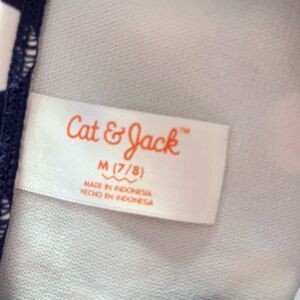 Cat & Jack™
M (7/8)
MADE IN INDONESIA
HECHO EN INDONESIA